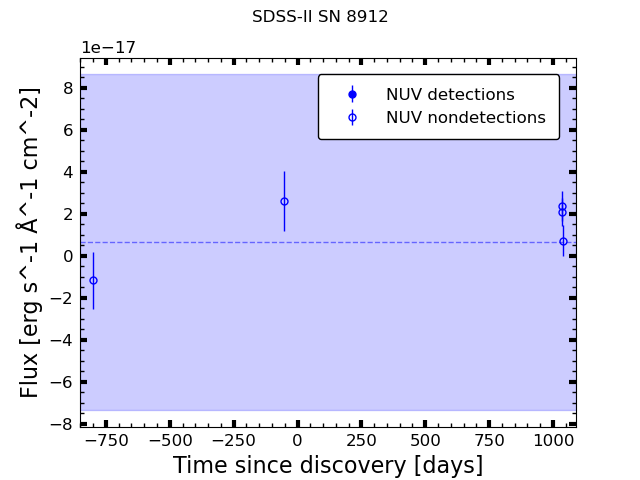 SDSS-II SN 8912
1e−17
NUV detections
NUV nondetections
8
6
4
2
0
−2
−4
−6
−8
Flux [erg s^-1 Å^-1 cm^-2]
−750 −500 −250 0 250 500 750 1000
Time since discovery [days]